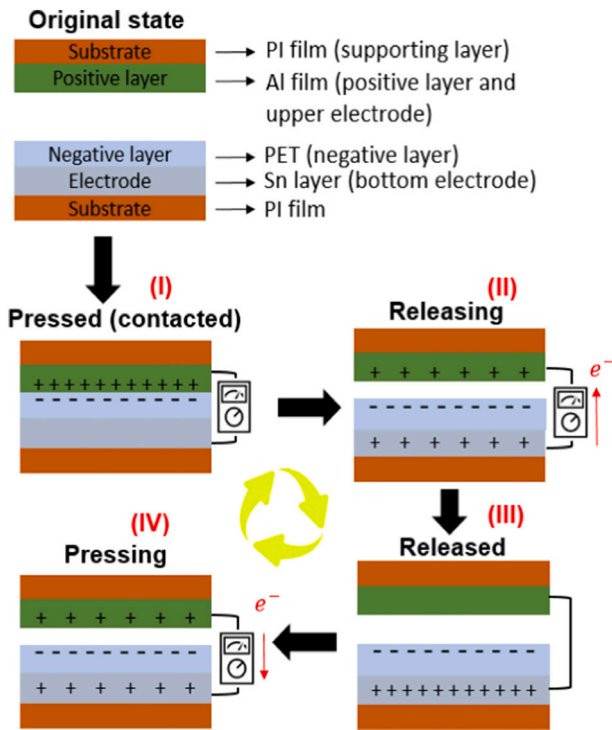 Original state
Substrate → PI film (supporting layer)
Positive layer → Al film (positive layer and
upper electrode)
Negative layer → PET (negative layer)
Electrode → Sn layer (bottom electrode)
Substrate → PI film
(I)
Pressed (contacted)
+ + + + + + + + + + +
- - - - - - - - - -
(II)
Releasing
+ + + + + +
- - - - - - - - -
+ + + + + +
e⁻
(III)
Released
- - - - - - - - -
+ + + + + + + + + + +
(IV)
Pressing
+ + + + + +
- - - - - - - - -
+ + + + + +
e⁻